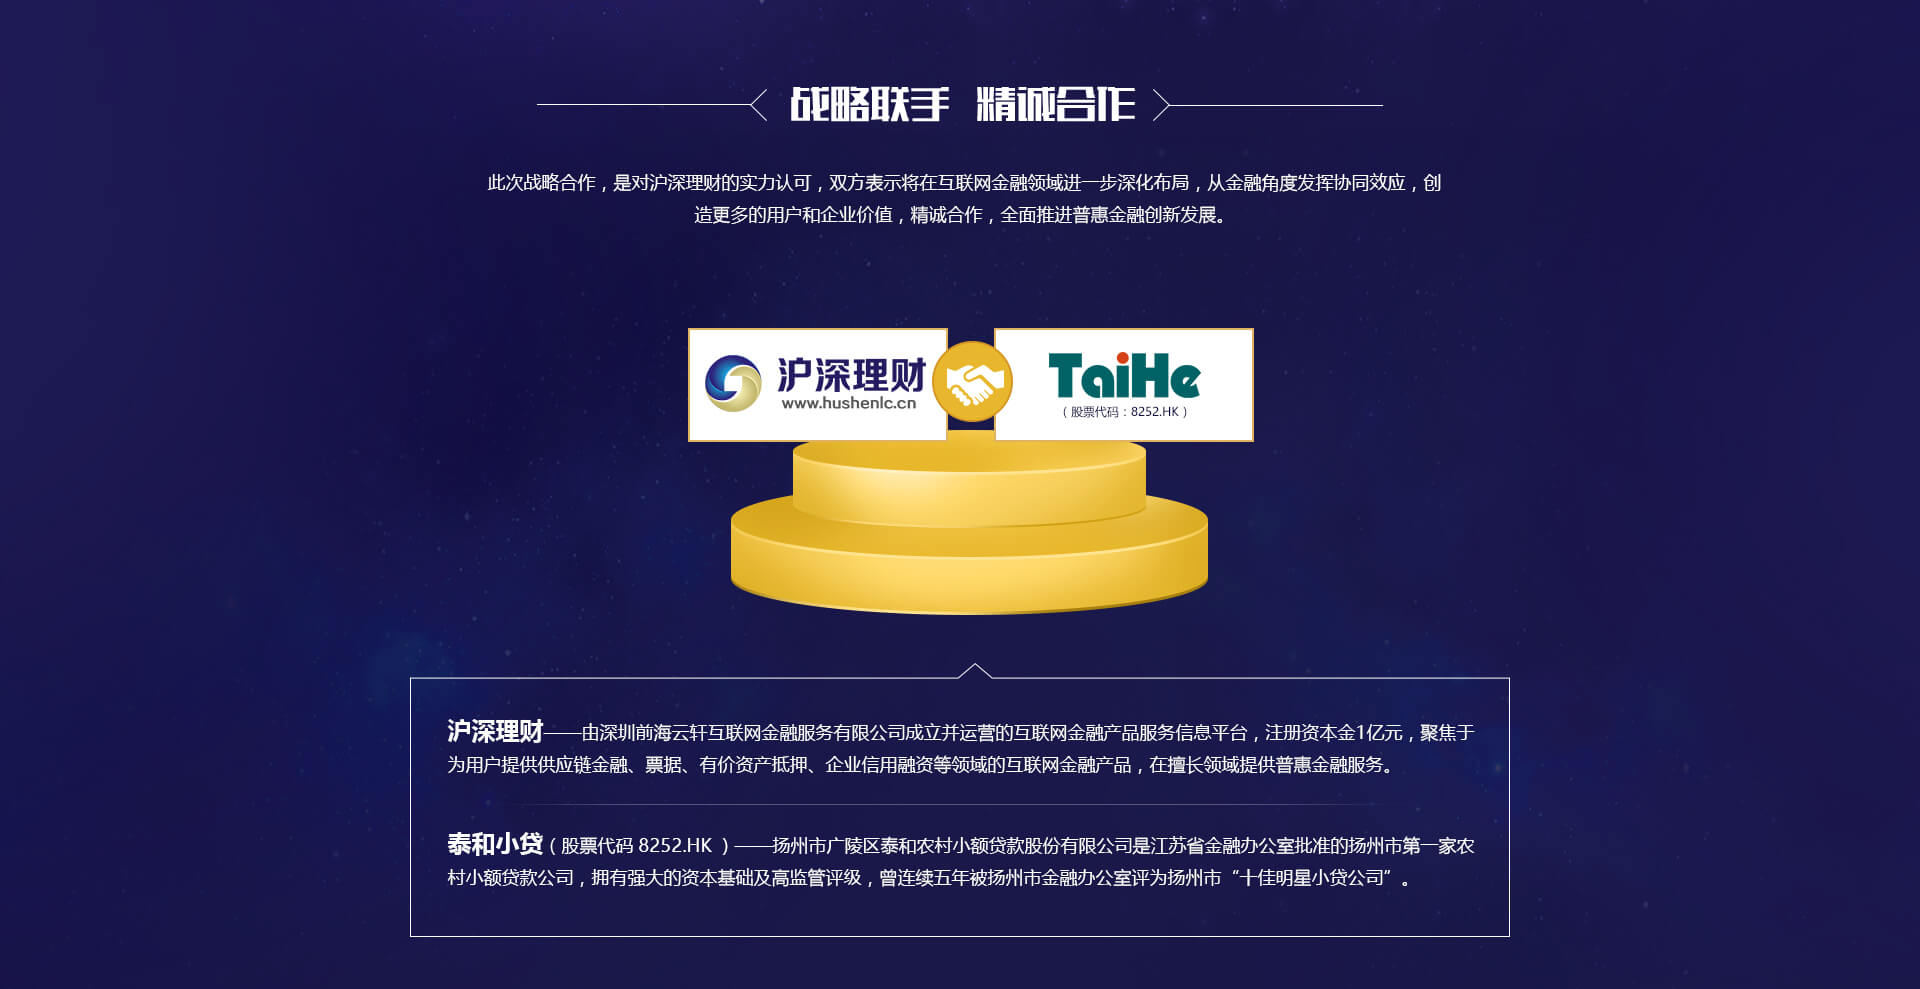 战略联手 精诚合作
此次战略合作，是对沪深理财的实力认可，双方表示将在互联网金融领域进一步深化布局，从金融角度发挥协同效应，创
造更多的用户和企业价值，精诚合作，全面推进普惠金融创新发展。
沪深理财
www.hushenlc.cn
TaiHe
（股票代码：8252.HK）
沪深理财——由深圳前海云轩互联网金融服务有限公司成立并运营的互联网金融产品服务信息平台，注册资本金1亿元，聚焦于
为用户提供供应链金融、票据、有价资产抵押、企业信用融资等领域的互联网金融产品，在擅长领域提供普惠金融服务。
泰和小贷（股票代码 8252.HK ）——扬州市广陵区泰和农村小额贷款股份有限公司是江苏省金融办公室批准的扬州市第一家农
村小额贷款公司，拥有强大的资本基础及高监管评级，曾连续五年被扬州市金融办公室评为扬州市“十佳明星小贷公司”。